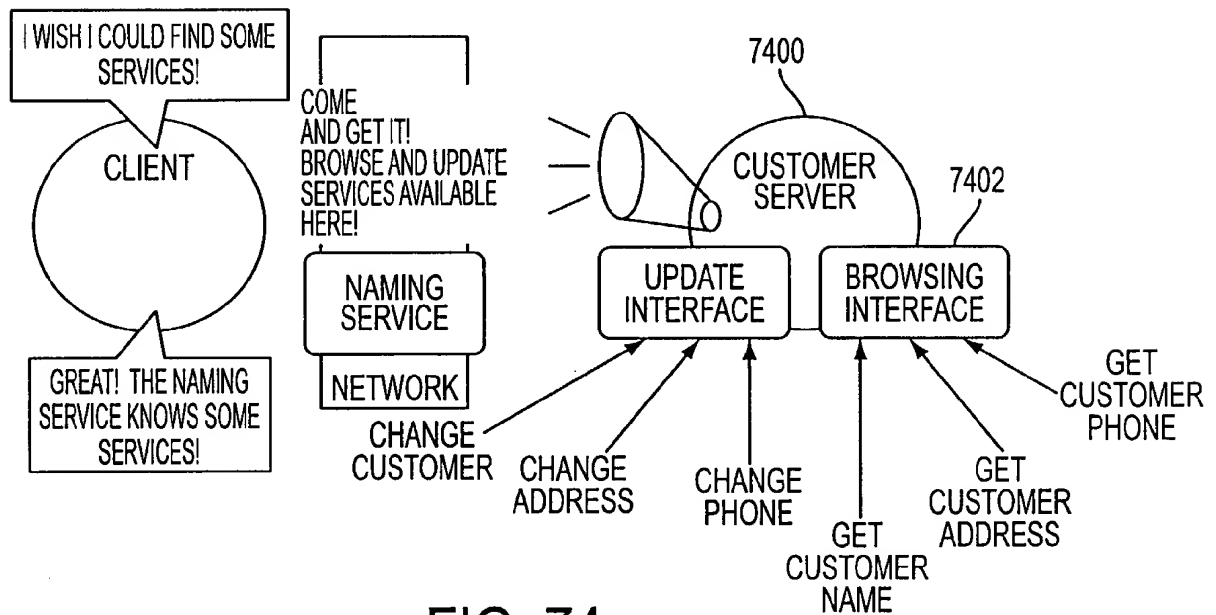 I WISH I COULD FIND SOME
SERVICES!
CLIENT
GREAT! THE NAMING
SERVICE KNOWS SOME
SERVICES!
COME
AND GET IT!
BROWSE AND UPDATE
SERVICES AVAILABLE
HERE!
NAMING
SERVICE
NETWORK
7400
CUSTOMER
SERVER
7402
UPDATE
INTERFACE
BROWSING
INTERFACE
CHANGE
CUSTOMER
CHANGE
ADDRESS
CHANGE
PHONE
GET
CUSTOMER
NAME
GET
CUSTOMER
ADDRESS
GET
CUSTOMER
PHONE
FIG. 74